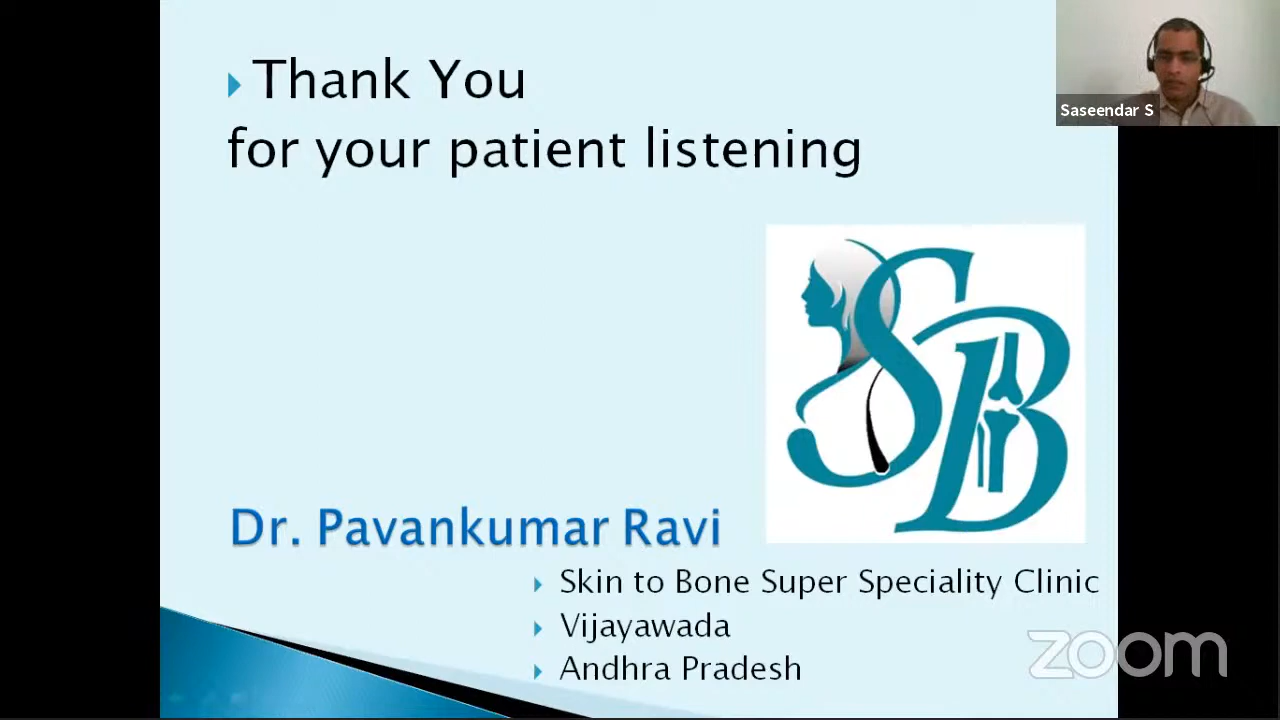 Thank You
for your patient listening
Saseendar S
SB
Dr. Pavankumar Ravi
Skin to Bone Super Speciality Clinic
Vijayawada
Andhra Pradesh
zoom